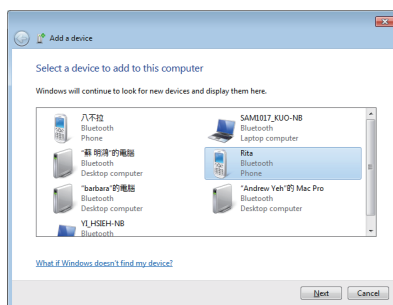 Add a device
Select a device to add to this computer
Windows will continue to look for new devices and display them here.
八不拉
Bluetooth
Phone
SAM1017_KUO-NB
Bluetooth
Laptop computer
"蘇 明鴻"的電腦
Bluetooth
Desktop computer
Rita
Bluetooth
Phone
"barbara"的電腦
Bluetooth
Desktop computer
"Andrew Yeh"的 Mac Pro
Bluetooth
Desktop computer
YI_HSIEH-NB
Bluetooth
What if Windows doesn't find my device?
Next
Cancel